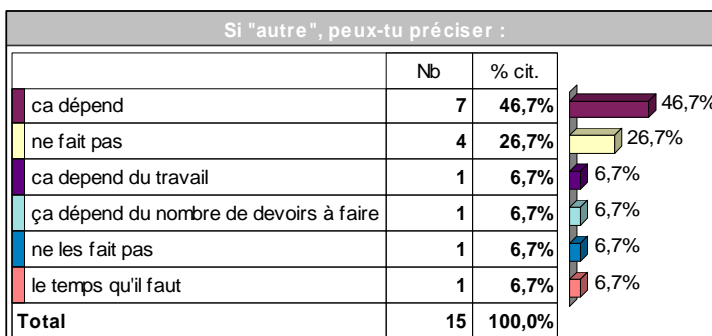 Si "autre", peux-tu préciser :
Nb % cit.
ca dépend 7 46,7% 46,7%
ne fait pas 4 26,7% 26,7%
ca depend du travail 1 6,7% 6,7%
ça dépend du nombre de devoirs à faire 1 6,7% 6,7%
ne les fait pas 1 6,7% 6,7%
le temps qu'il faut 1 6,7% 6,7%
Total 15 100,0%